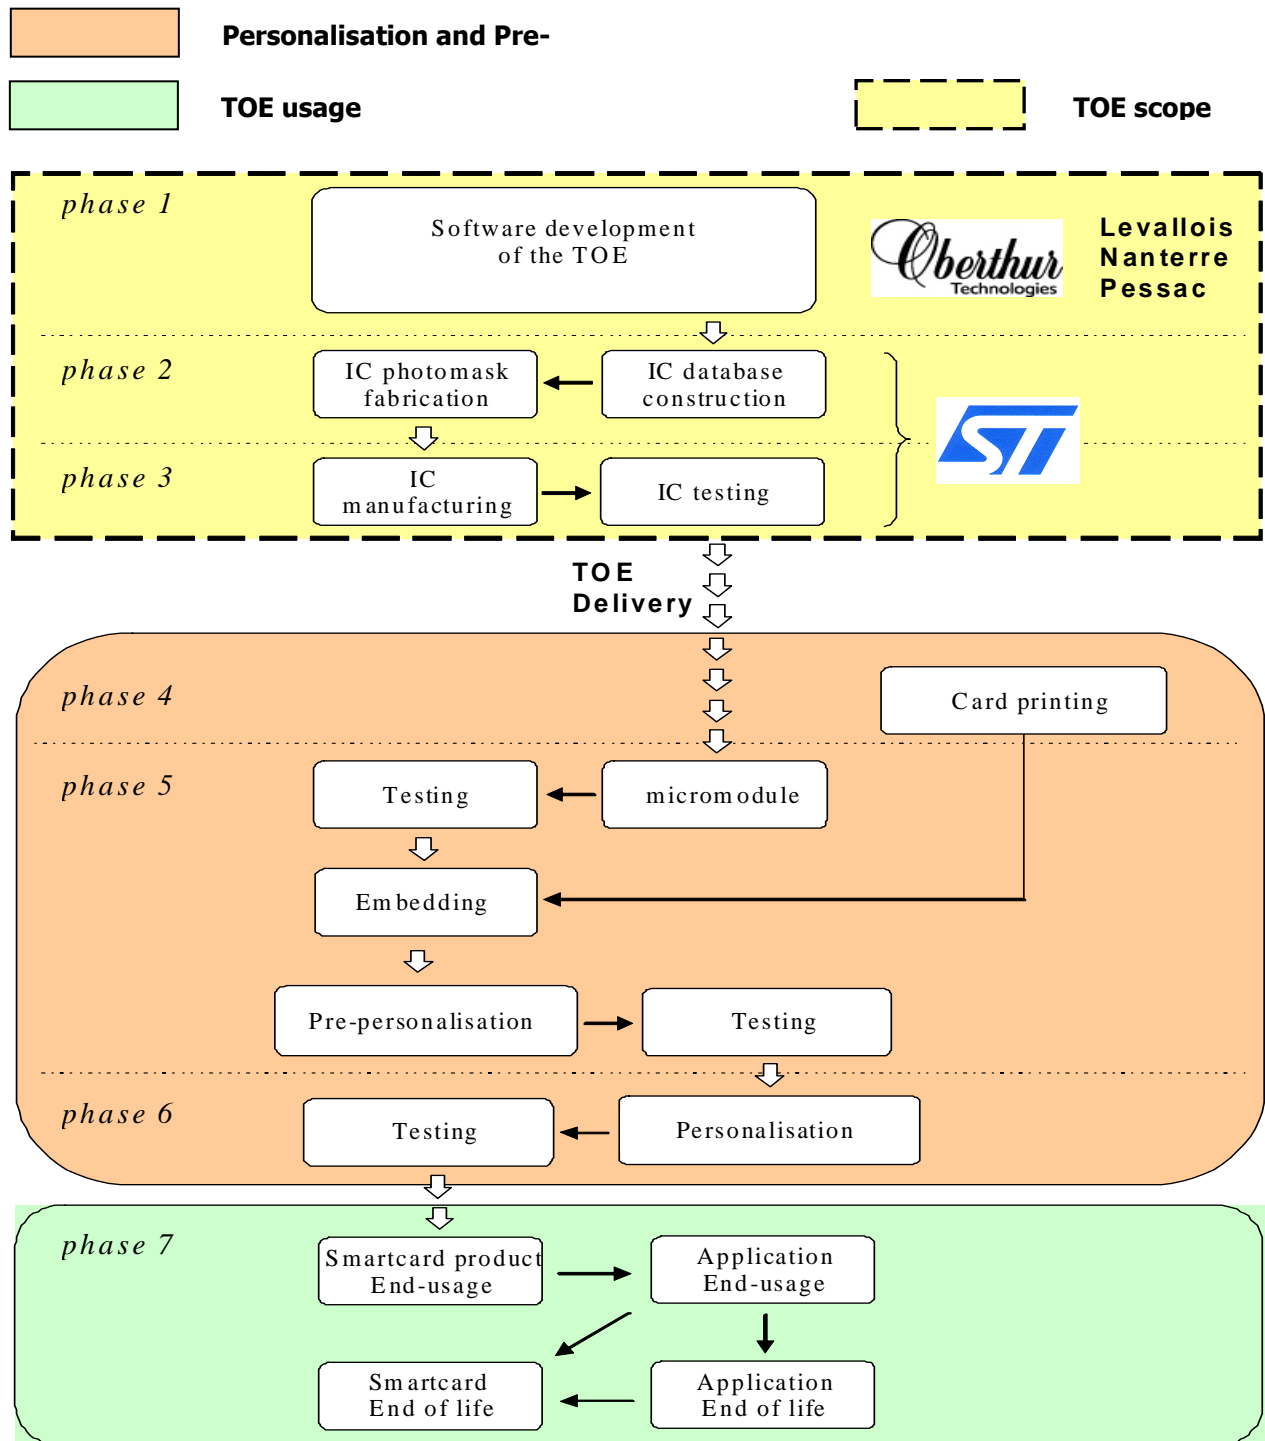 Personalisation and Pre-
TOE usage
TOE scope
phase 1
Software development
of the TOE
Oberthur
Technologies
Levallois
Nanterre
Pessac
phase 2
IC photomask
fabrication
IC database
construction
ST
phase 3
IC
manufacturing
IC testing
TOE
Delivery
phase 4
Card printing
phase 5
Testing
micromodule
Embedding
Pre-personalisation
Testing
phase 6
Testing
Personalisation
phase 7
Smartcard product
End-usage
Application
End-usage
Smartcard
End of life
Application
End of life